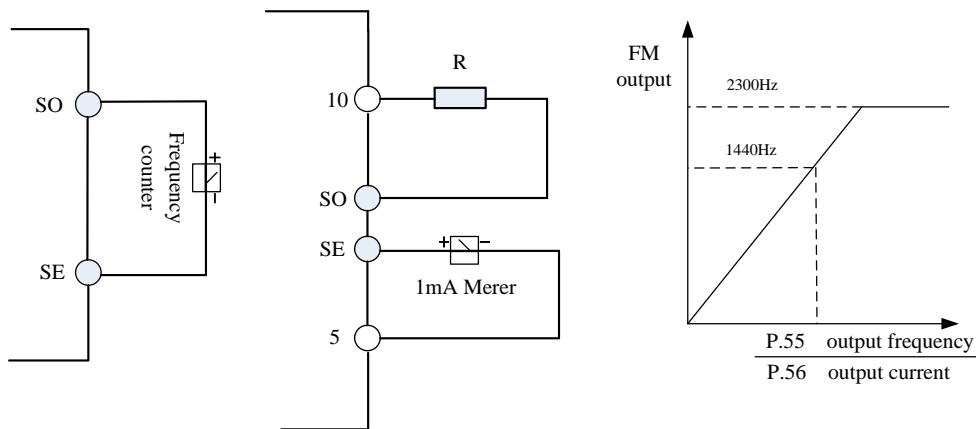 SO
Frequency
counter
+
-
SE
10
R
SO
SE
+
-
1mA Merer
5
FM
output
2300Hz
1440Hz
P.55 output frequency
P.56 output current